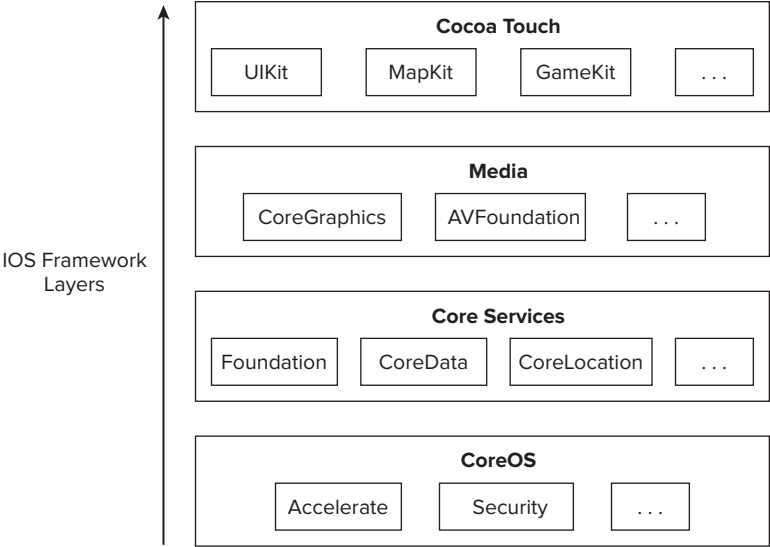 Cocoa Touch
UIKit
MapKit
GameKit
. . .
Media
CoreGraphics
AVFoundation
. . .
IOS Framework
Layers
Core Services
Foundation
CoreData
CoreLocation
. . .
CoreOS
Accelerate
Security
. . .